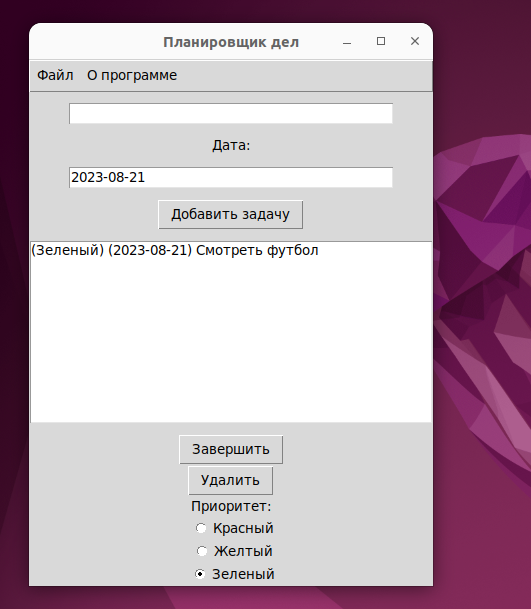 Планировщик дел
Файл О программе
Дата:
2023-08-21
Добавить задачу
(Зеленый) (2023-08-21) Смотреть футбол
Завершить
Удалить
Приоритет:
Красный
Желтый
Зеленый